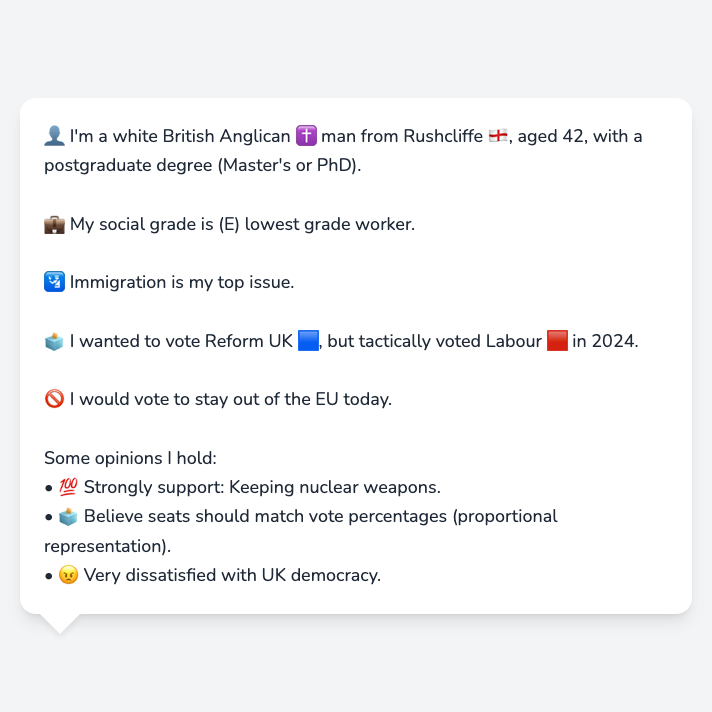 👤 I'm a white British Anglican ✝️ man from Rushcliffe 🏴󠁧󠁢󠁥󠁮󠁧󠁿, aged 42, with a
postgraduate degree (Master's or PhD).
💼 My social grade is (E) lowest grade worker.
🛂 Immigration is my top issue.
🗳️ I wanted to vote Reform UK 🟦, but tactically voted Labour 🟥 in 2024.
🚫 I would vote to stay out of the EU today.
Some opinions I hold:
• 💯 Strongly support: Keeping nuclear weapons.
• 🗳️ Believe seats should match vote percentages (proportional
representation).
• 😠 Very dissatisfied with UK democracy.